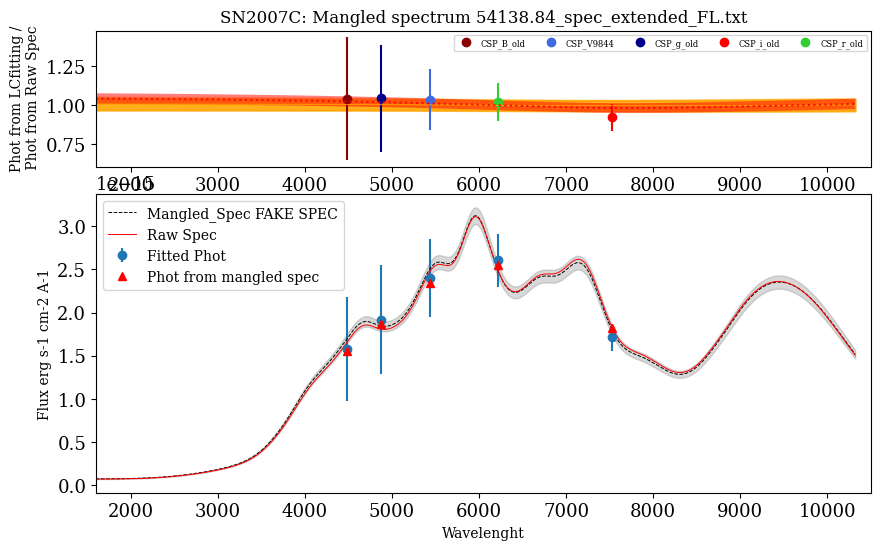 SN2007C: Mangled spectrum 54138.84_spec_extended_FL.txt
CSP_B_old CSP_V9844 CSP_g_old CSP_i_old CSP_r_old
Phot from LCfitting /
Phot from Raw Spec
1.25
1.00
0.75
2000 3000 4000 5000 6000 7000 8000 9000 10000
1e−15
Mangled_Spec FAKE SPEC
Raw Spec
Fitted Phot
Phot from mangled spec
Flux erg s-1 cm-2 A-1
3.0
2.5
2.0
1.5
1.0
0.5
0.0
2000 3000 4000 5000 6000 7000 8000 9000 10000
Wavelenght